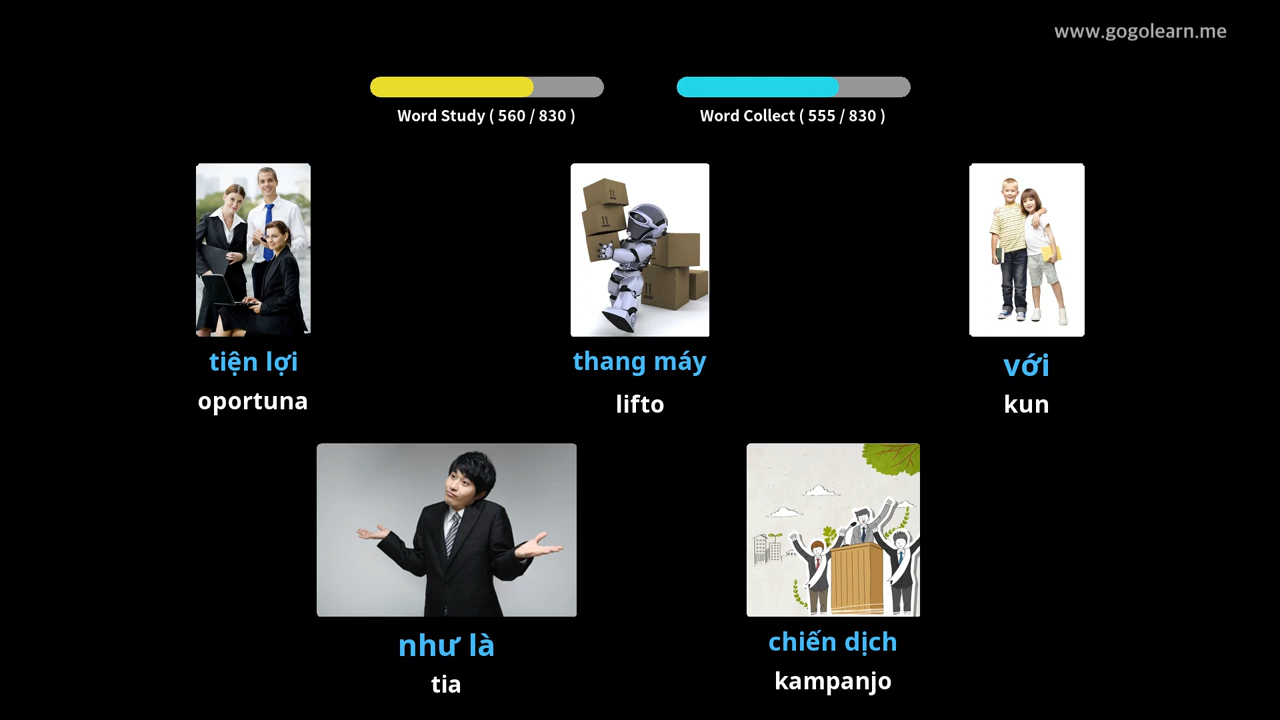 www.gogolearn.me
Word Study ( 560 / 830 )
Word Collect ( 555 / 830 )
tiện lợi
oportuna
thang máy
lifto
với
kun
như là
tia
chiến dịch
kampanjo